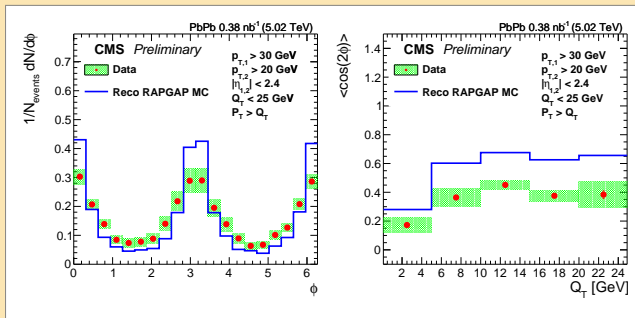 PbPb 0.38 nb⁻¹ (5.02 TeV)
CMS Preliminary
Data
Reco RAPGAP MC
p_T,1 > 30 GeV
p_T,2 > 20 GeV
|η_1,2| < 2.4
Q_T < 25 GeV
P_T > Q_T
1/N_events dN/dφ
0.5
0.4
0.3
0.2
0.1
0
0 1 2 3 4 5 6
φ
PbPb 0.38 nb⁻¹ (5.02 TeV)
CMS Preliminary
Data
Reco RAPGAP MC
p_T,1 > 30 GeV
p_T,2 > 20 GeV
|η_1,2| < 2.4
Q_T < 25 GeV
P_T > Q_T
<cos(2φ)>
1.4
1.2
1
0.8
0.6
0.4
0.2
0
2 4 6 8 10 12 14 16 18 20 22 24
Q_T [GeV]